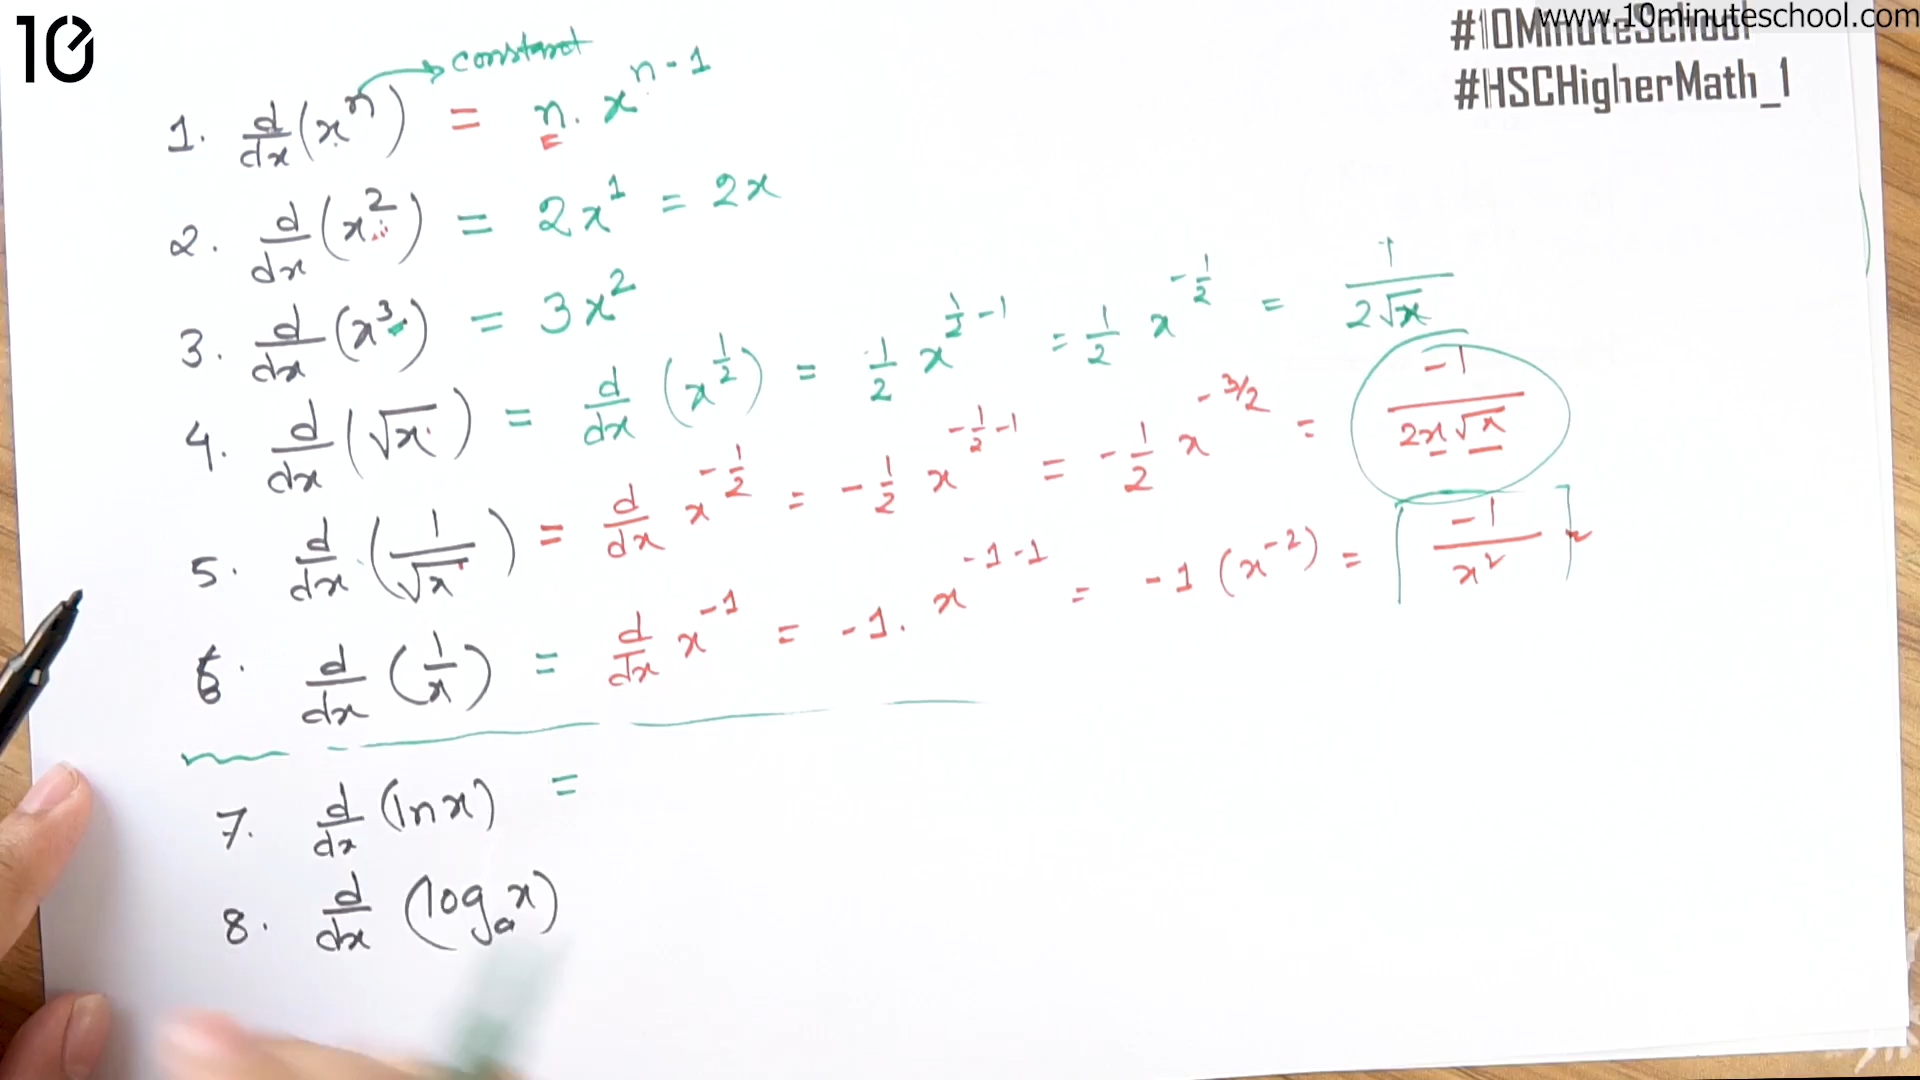 10
www.10minuteschool.com
#10MinuteSchool
#HSCHigherMath_1
constant
1. d/dx (x^n) = n. x^(n-1)
2. d/dx (x^2) = 2x^1 = 2x
3. d/dx (x^3) = 3x^2
4. d/dx (√x) = d/dx (x^(1/2)) = 1/2 x^(1/2-1) = 1/2 x^(-1/2) = 1/(2√x)
5. d/dx (1/√x) = d/dx x^(-1/2) = -1/2 x^(-1/2-1) = -1/2 x^(-3/2) = -1/(2x√x)
6. d/dx (1/x) = d/dx x^(-1) = -1. x^(-1-1) = -1 (x^(-2)) = -1/x^2
7. d/dx (ln x) =
8. d/dx (log_a x)